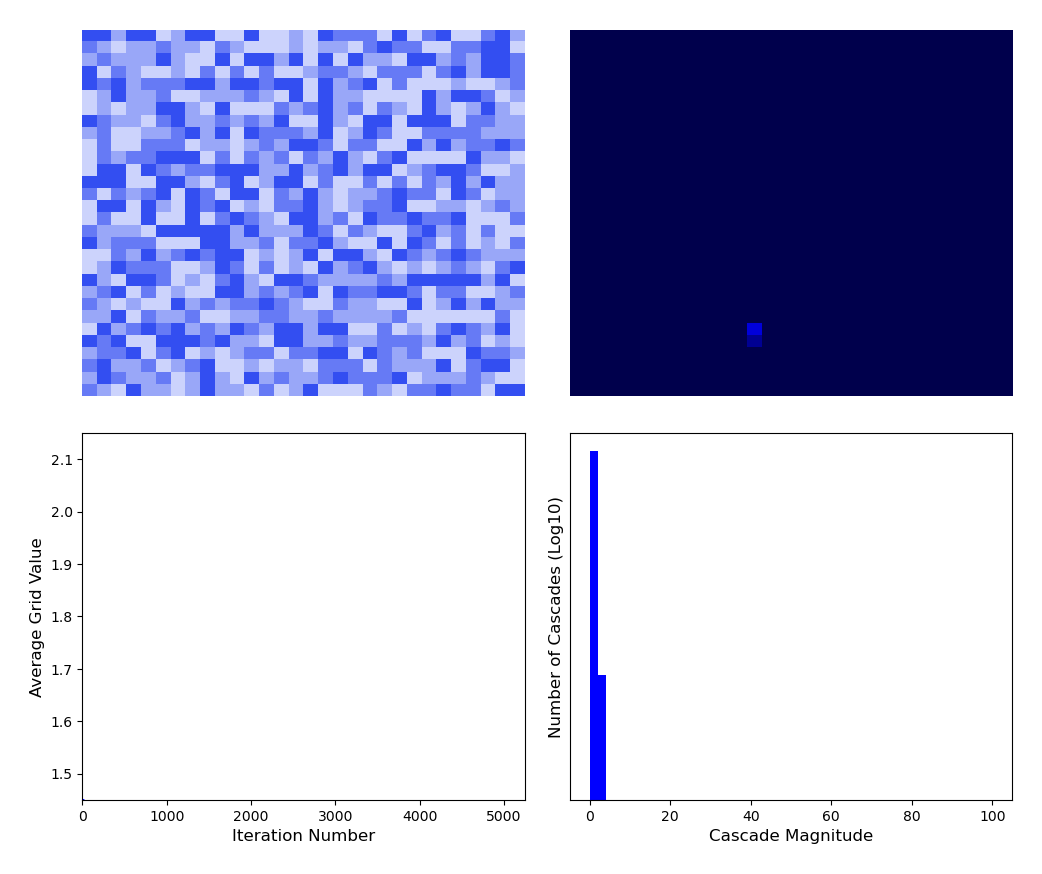 2.1
2.0
1.9
1.8
1.7
1.6
1.5
Average Grid Value
0 1000 2000 3000 4000 5000
Iteration Number
Number of Cascades (Log10)
0 20 40 60 80 100
Cascade Magnitude